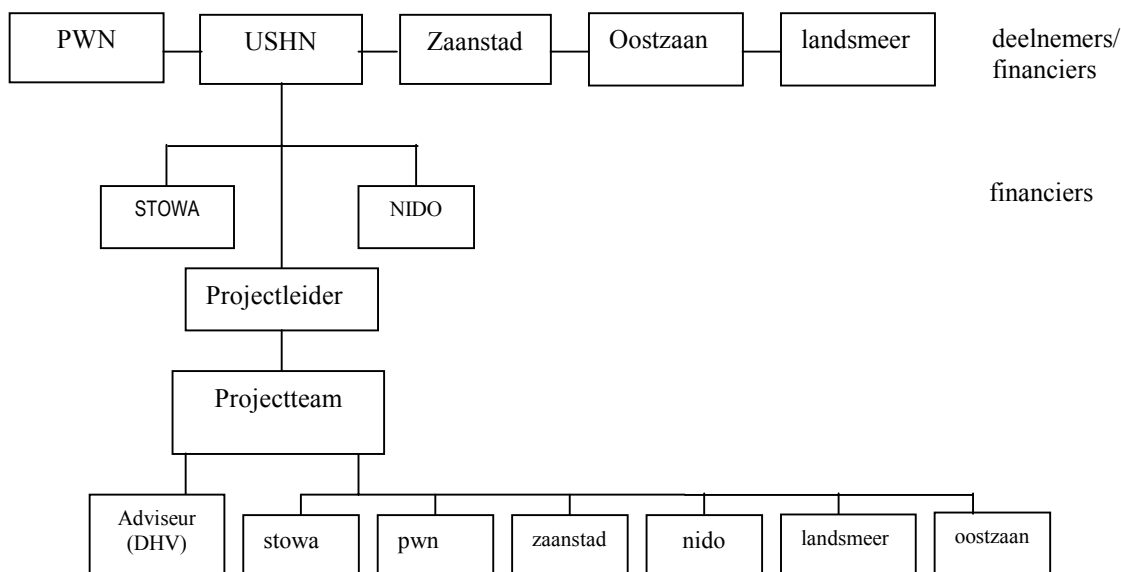 PWN
USHN
Zaanstad
Oostzaan
landsmeer
deelnemers/
financiers
STOWA
NIDO
financiers
Projectleider
Projectteam
Adviseur
(DHV)
stowa
pwn
zaanstad
nido
landsmeer
oostzaan